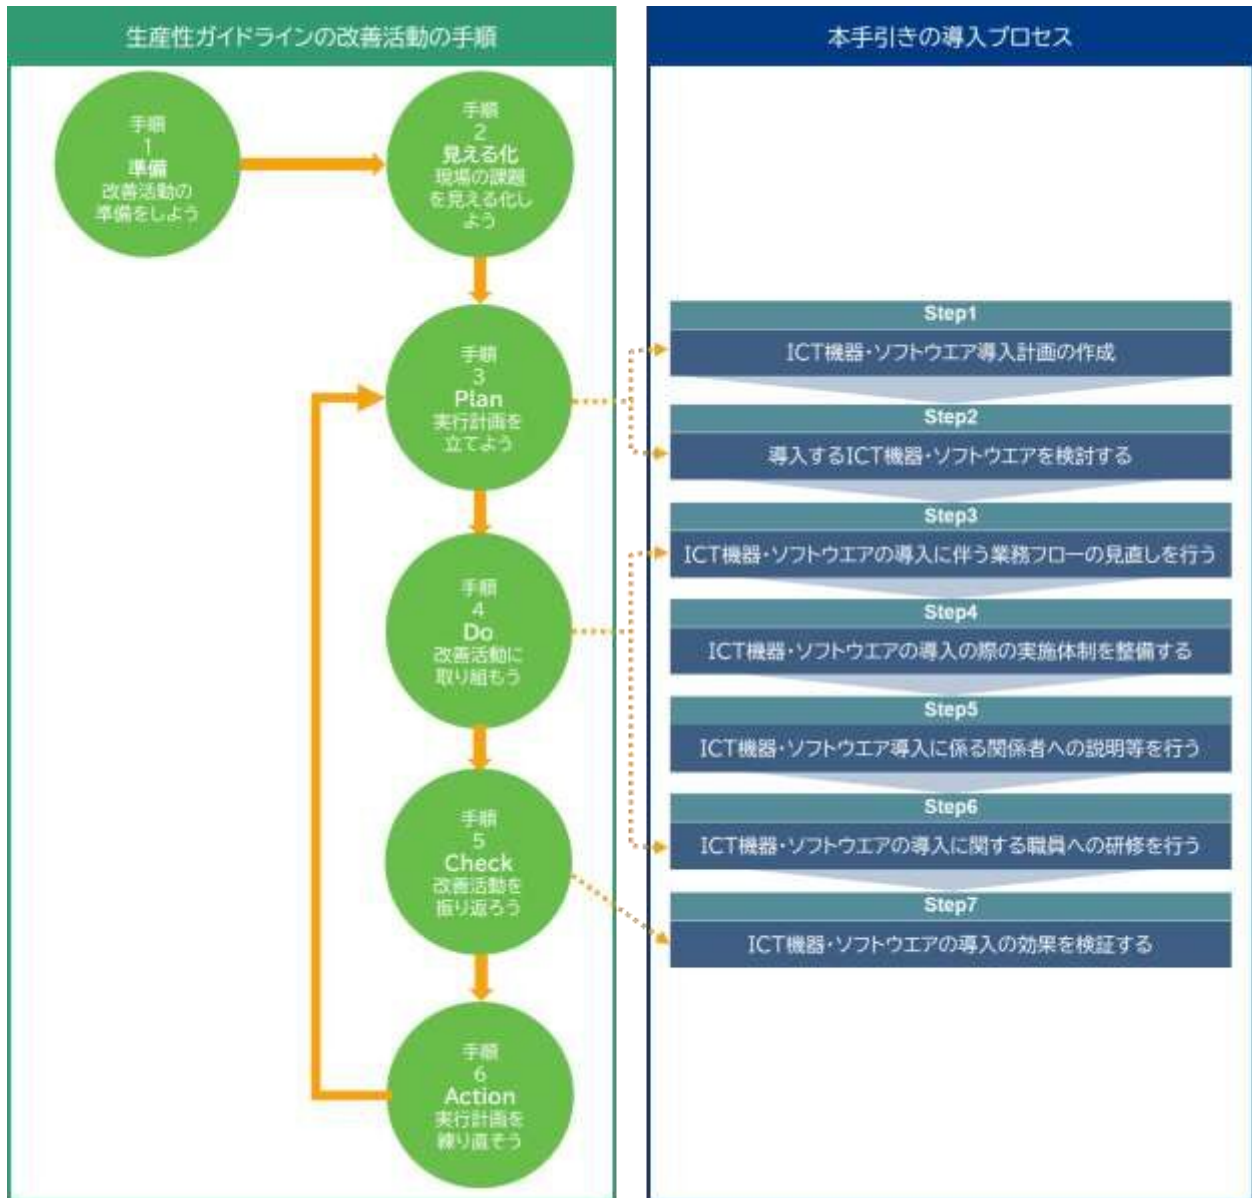 生産性ガイドラインの改善活動の手順
手順
1
準備
改善活動の
準備をしよう
手順
2
見える化
現場の課題
を見える化し
よう
手順
3
Plan
実行計画を
立てよう
手順
4
Do
改善活動に
取り組もう
手順
5
Check
改善活動を
振り返ろう
手順
6
Action
実行計画を
練り直そう
本手引きの導入プロセス
Step1
ICT機器・ソフトウエア導入計画の作成
Step2
導入するICT機器・ソフトウエアを検討する
Step3
ICT機器・ソフトウエアの導入に伴う業務フローの見直しを行う
Step4
ICT機器・ソフトウエアの導入の際の実施体制を整備する
Step5
ICT機器・ソフトウエア導入に係る関係者への説明等を行う
Step6
ICT機器・ソフトウエアの導入に関する職員への研修を行う
Step7
ICT機器・ソフトウエアの導入の効果を検証する